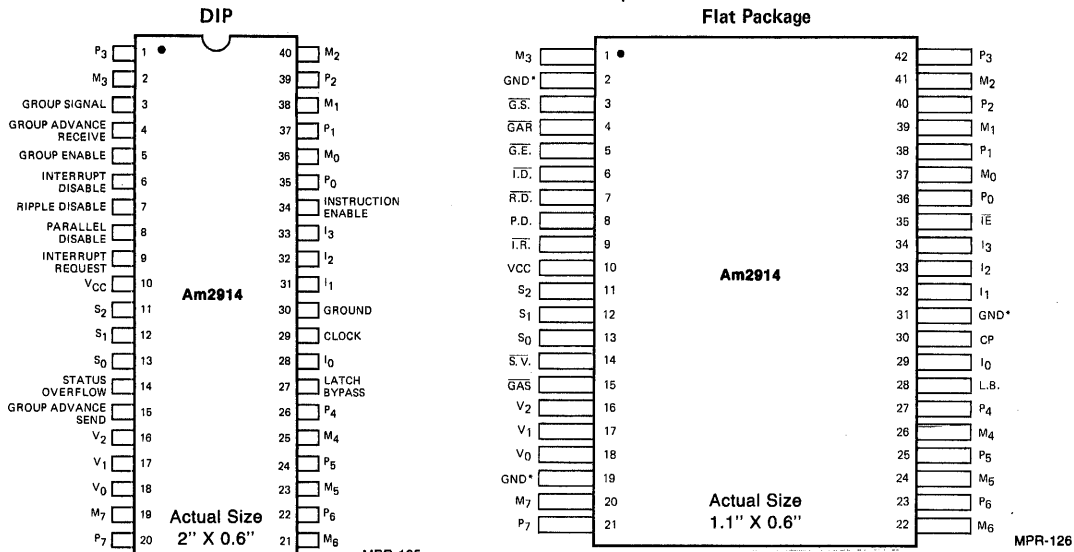 DIP
P3 1 40 M2
M3 2 39 P2
GROUP SIGNAL 3 38 M1
GROUP ADVANCE RECEIVE 4 37 P1
GROUP ENABLE 5 36 M0
INTERRUPT DISABLE 6 35 P0
RIPPLE DISABLE 7 34 INSTRUCTION ENABLE
PARALLEL DISABLE 8 33 I3
INTERRUPT REQUEST 9 32 I2
VCC 10 31 I1
Am2914
S2 11 30 GROUND
S1 12 29 CLOCK
S0 13 28 I0
STATUS OVERFLOW 14 27 LATCH BYPASS
GROUP ADVANCE SEND 15 26 P4
V2 16 25 M4
V1 17 24 P5
V0 18 23 M5
M7 19 22 P6
P7 20 21 M6
Actual Size
2" X 0.6"
Flat Package
M3 1 42 P3
GND* 2 41 M2
G.S. 3 40 P2
GAR 4 39 M1
G.E. 5 38 P1
I.D. 6 37 M0
R.D. 7 36 P0
P.D. 8 35 IE
I.R. 9 34 I3
VCC 10 33 I2
Am2914
S2 11 32 I1
S1 12 31 GND*
S0 13 30 CP
S.V. 14 29 I0
GAS 15 28 L.B.
V2 16 27 P4
V1 17 26 M4
V0 18 25 P5
GND* 19 24 M5
M7 20 23 P6
P7 21 22 M6
Actual Size
1.1" X 0.6"
MPR-126